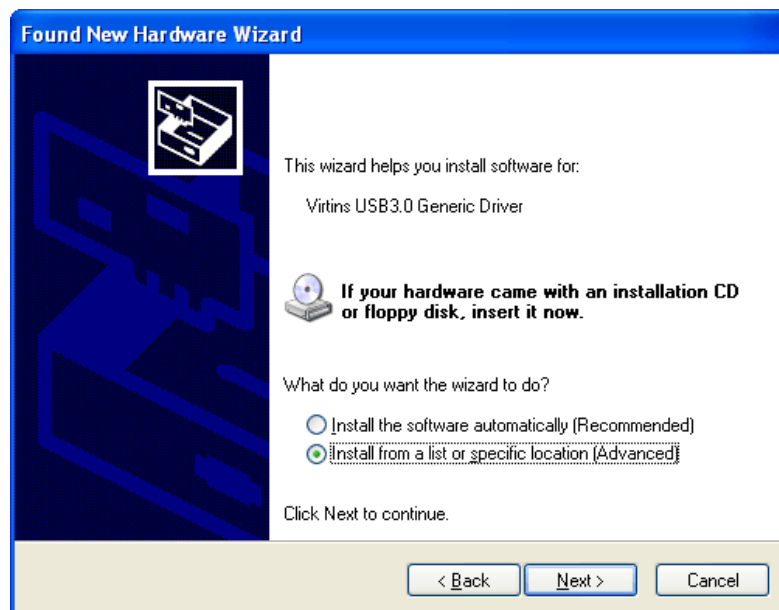 Found New Hardware Wizard
This wizard helps you install software for:
Virtins USB3.0 Generic Driver
If your hardware came with an installation CD
or floppy disk, insert it now.
What do you want the wizard to do?
Install the software automatically (Recommended)
Install from a list or specific location (Advanced)
Click Next to continue.
< Back Next > Cancel